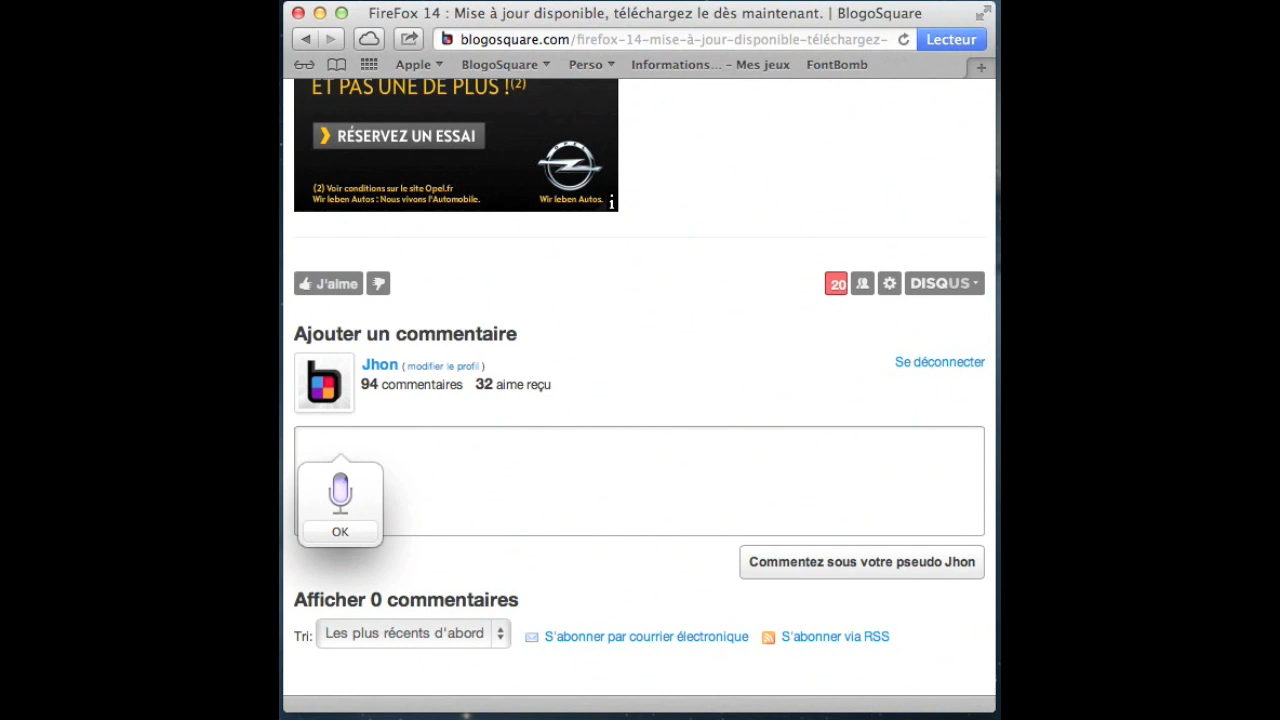 FireFox 14 : Mise à jour disponible, téléchargez le dès maintenant. | BlogoSquare
blogosquare.com/firefox-14-mise-à-jour-disponible-téléchargez-
Lecteur
Apple BlogoSquare Perso Informations... – Mes jeux FontBomb
ET PAS UNE DE PLUS !(2)
RÉSERVEZ UN ESSAI
OPEL
(2) Voir conditions sur le site Opel.fr
Wir leben Autos : Nous vivons l'Automobile.
Wir leben Autos.
J'aime
20
DISQUS
Ajouter un commentaire
Jhon ( modifier le profil )
Se déconnecter
94 commentaires 32 aime reçu
OK
Commentez sous votre pseudo Jhon
Afficher 0 commentaires
Tri: Les plus récents d'abord S'abonner par courrier électronique S'abonner via RSS